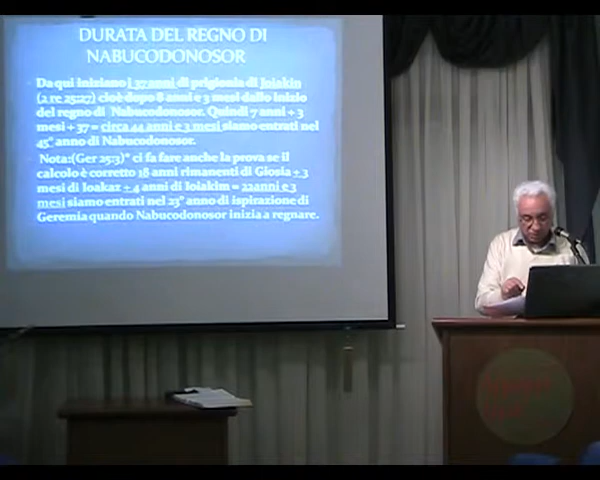 DURATA DEL REGNO DI
NABUCODONOSOR
Da qui iniziano i 37 anni di prigionia di Joiakin
(2 re 25:27) cioè dopo 8 anni e 3 mesi dallo inizio
del regno di Nabucodonosor. Quindi 7 anni + 3
mesi + 37 = circa 44 anni e 3 mesi siamo entrati nel
45° anno di Nabucodonosor.
Nota:(Ger 25:3)* ci fa fare anche la prova se il
calcolo è corretto 18 anni rimanenti di Giosia + 3
mesi di Ioakaz + 4 anni di Ioiakim = 22anni e 3
mesi siamo entrati nel 23° anno di ispirazione di
Geremia quando Nabucodonosor inizia a regnare.